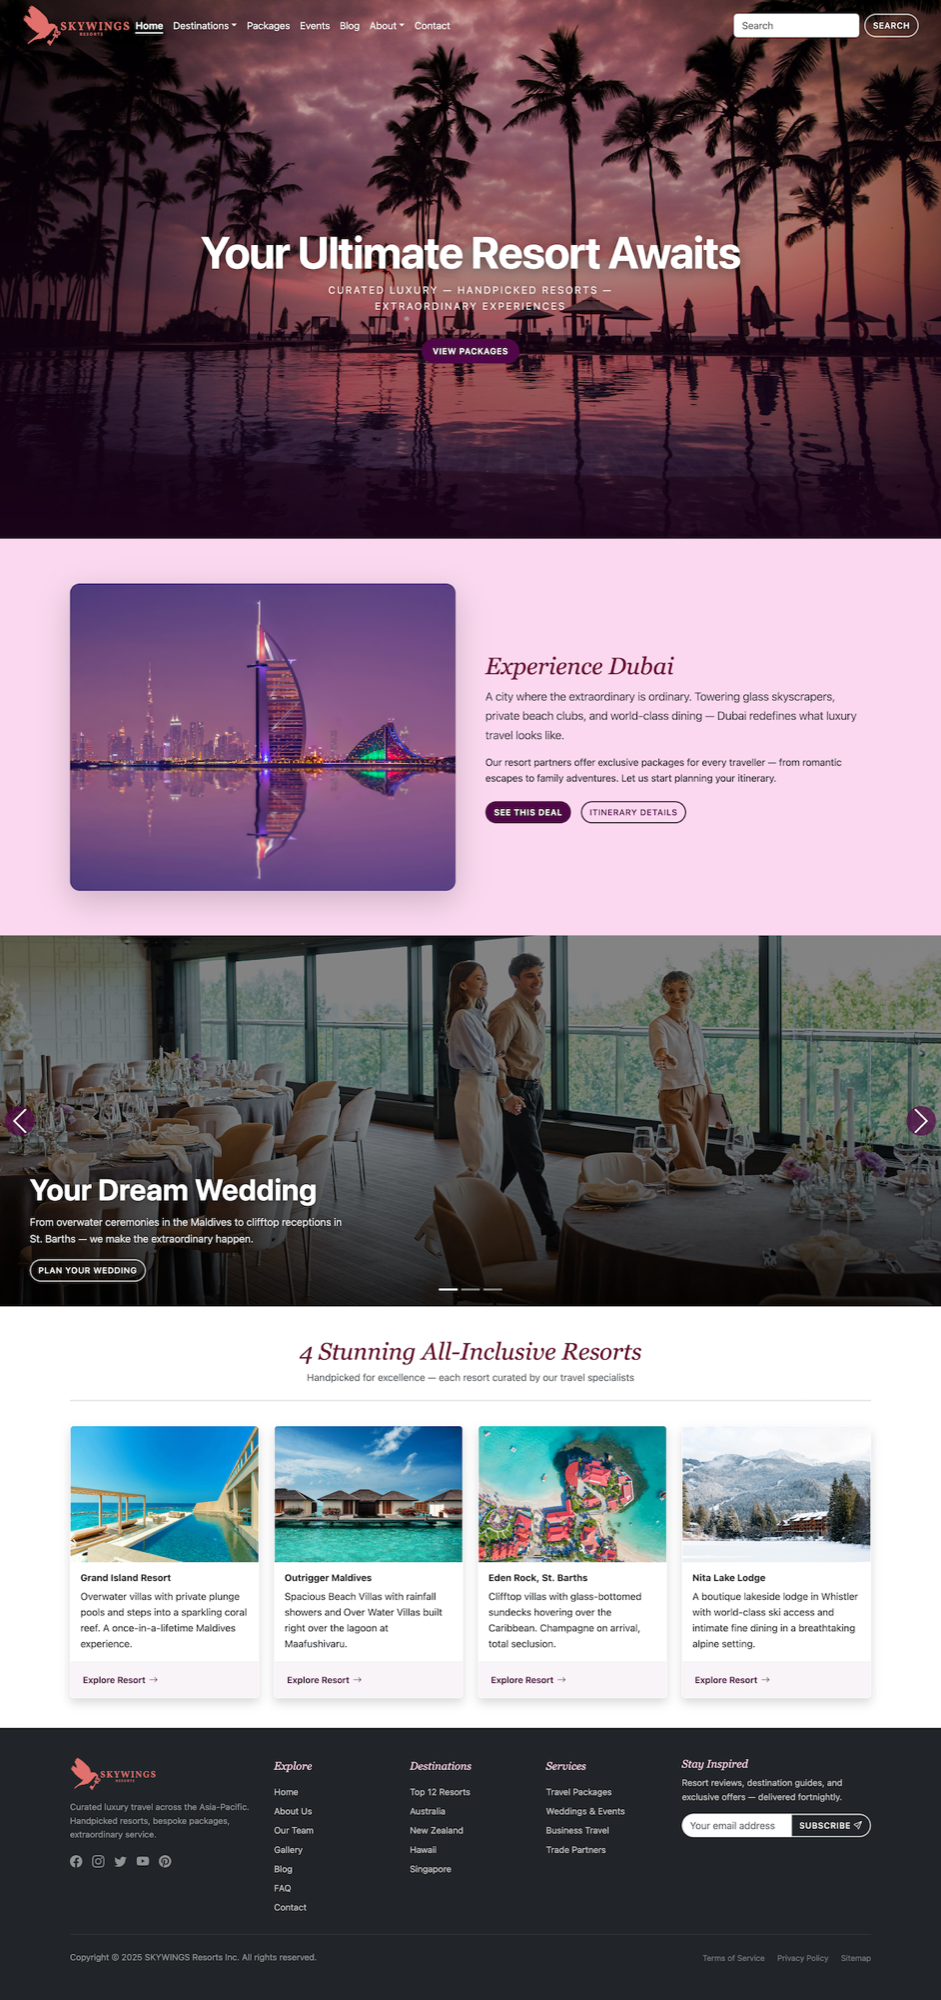 SKYWINGS
RESORTS
Home Destinations Packages Events Blog About Contact
Search
SEARCH
Your Ultimate Resort Awaits
CURATED LUXURY — HANDPICKED RESORTS —
EXTRAORDINARY EXPERIENCES
VIEW PACKAGES
Experience Dubai
A city where the extraordinary is ordinary. Towering glass skyscrapers,
private beach clubs, and world-class dining — Dubai redefines what luxury
travel looks like.
Our resort partners offer exclusive packages for every traveller — from romantic
escapes to family adventures. Let us start planning your itinerary.
SEE THIS DEAL
ITINERARY DETAILS
Your Dream Wedding
From overwater ceremonies in the Maldives to clifftop receptions in
St. Barths — we make the extraordinary happen.
PLAN YOUR WEDDING
4 Stunning All-Inclusive Resorts
Handpicked for excellence — each resort curated by our travel specialists
Grand Island Resort
Overwater villas with private plunge
pools and steps into a sparkling coral
reef. A once-in-a-lifetime Maldives
experience.
Explore Resort →
Outrigger Maldives
Spacious Beach Villas with rainfall
showers and Over Water Villas built
right over the lagoon at
Maafushivaru.
Explore Resort →
Eden Rock, St. Barths
Clifftop villas with glass-bottomed
sundecks hovering over the
Caribbean. Champagne on arrival,
total seclusion.
Explore Resort →
Nita Lake Lodge
A boutique lakeside lodge in Whistler
with world-class ski access and
intimate fine dining in a breathtaking
alpine setting.
Explore Resort →
SKYWINGS
RESORTS
Curated luxury travel across the Asia-Pacific.
Handpicked resorts, bespoke packages,
extraordinary service.
Explore
Home
About Us
Our Team
Gallery
Blog
FAQ
Contact
Destinations
Top 12 Resorts
Australia
New Zealand
Hawaii
Singapore
Services
Travel Packages
Weddings & Events
Business Travel
Trade Partners
Stay Inspired
Resort reviews, destination guides, and
exclusive offers — delivered fortnightly.
Your email address
SUBSCRIBE
Copyright © 2025 SKYWINGS Resorts Inc. All rights reserved.
Terms of Service Privacy Policy Sitemap